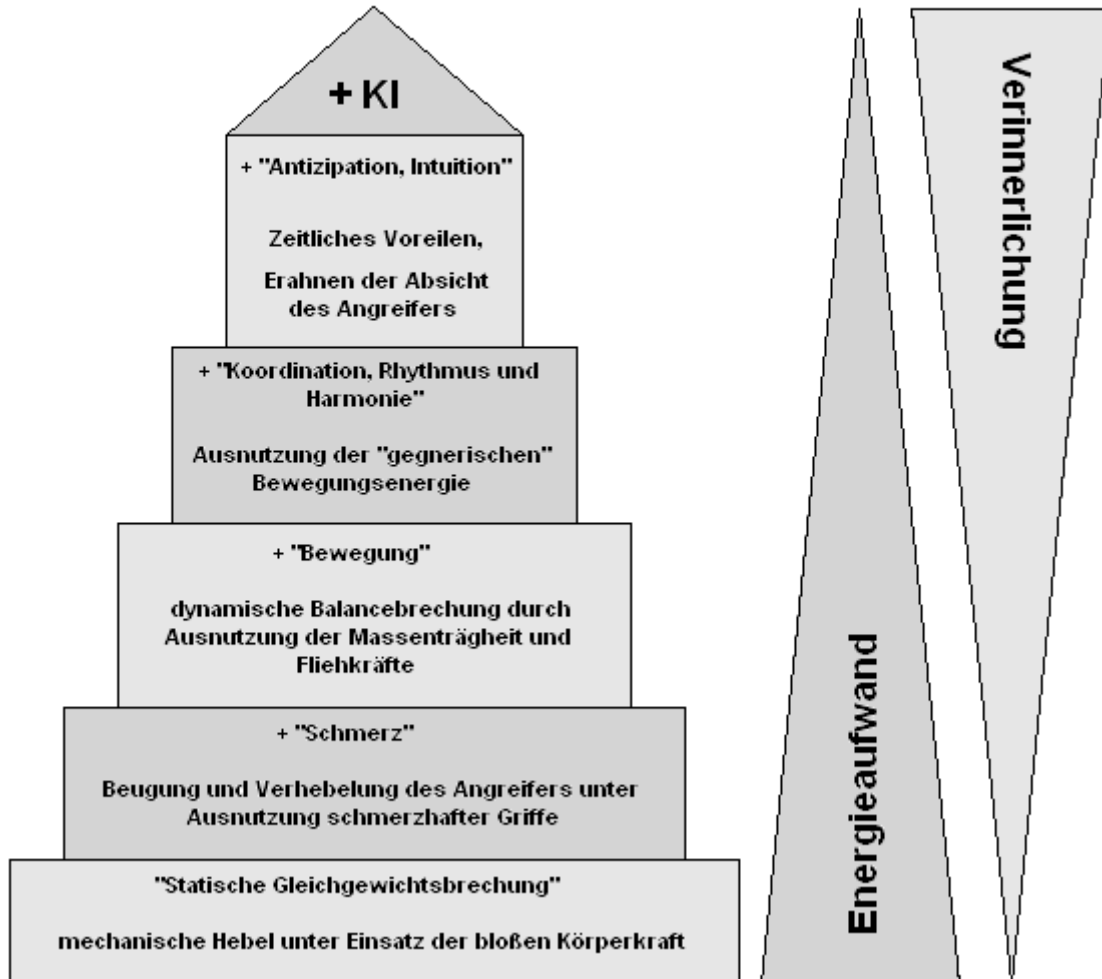 + KI
+ "Antizipation, Intuition"
Zeitliches Voreilen,
Erahnen der Absicht
des Angreifers
+ "Koordination, Rhythmus und
Harmonie"
Ausnutzung der "gegnerischen"
Bewegungsenergie
+ "Bewegung"
dynamische Balancebrechung durch
Ausnutzung der Massenträgheit und
Fliehkräfte
+ "Schmerz"
Beugung und Verhebelung des Angreifers unter
Ausnutzung schmerzhafter Griffe
"Statische Gleichgewichtsbrechung"
mechanische Hebel unter Einsatz der bloßen Körperkraft
Energieaufwand
Verinnerlichung